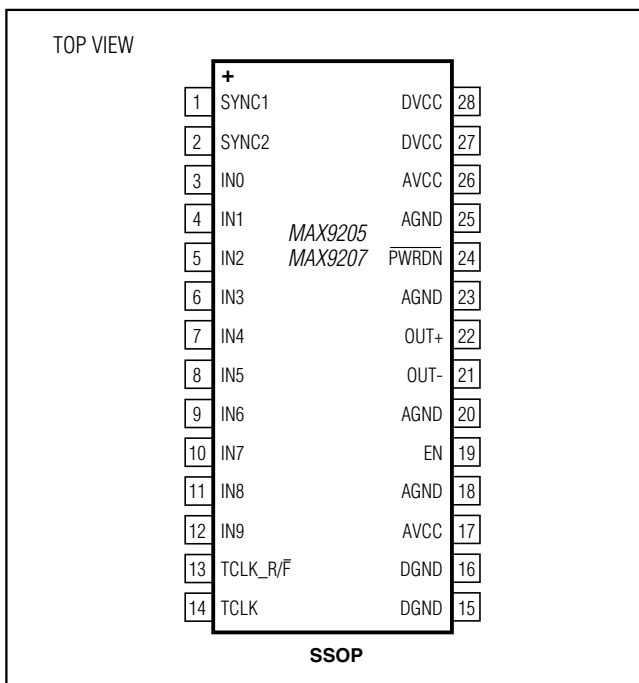 TOP VIEW
+
1 SYNC1 DVCC 28
2 SYNC2 DVCC 27
3 IN0 AVCC 26
4 IN1 AGND 25
MAX9205
5 IN2 MAX9207 P̅W̅R̅D̅N̅ 24
6 IN3 AGND 23
7 IN4 OUT+ 22
8 IN5 OUT- 21
9 IN6 AGND 20
10 IN7 EN 19
11 IN8 AGND 18
12 IN9 AVCC 17
13 TCLK_R/F̅ DGND 16
14 TCLK DGND 15
SSOP